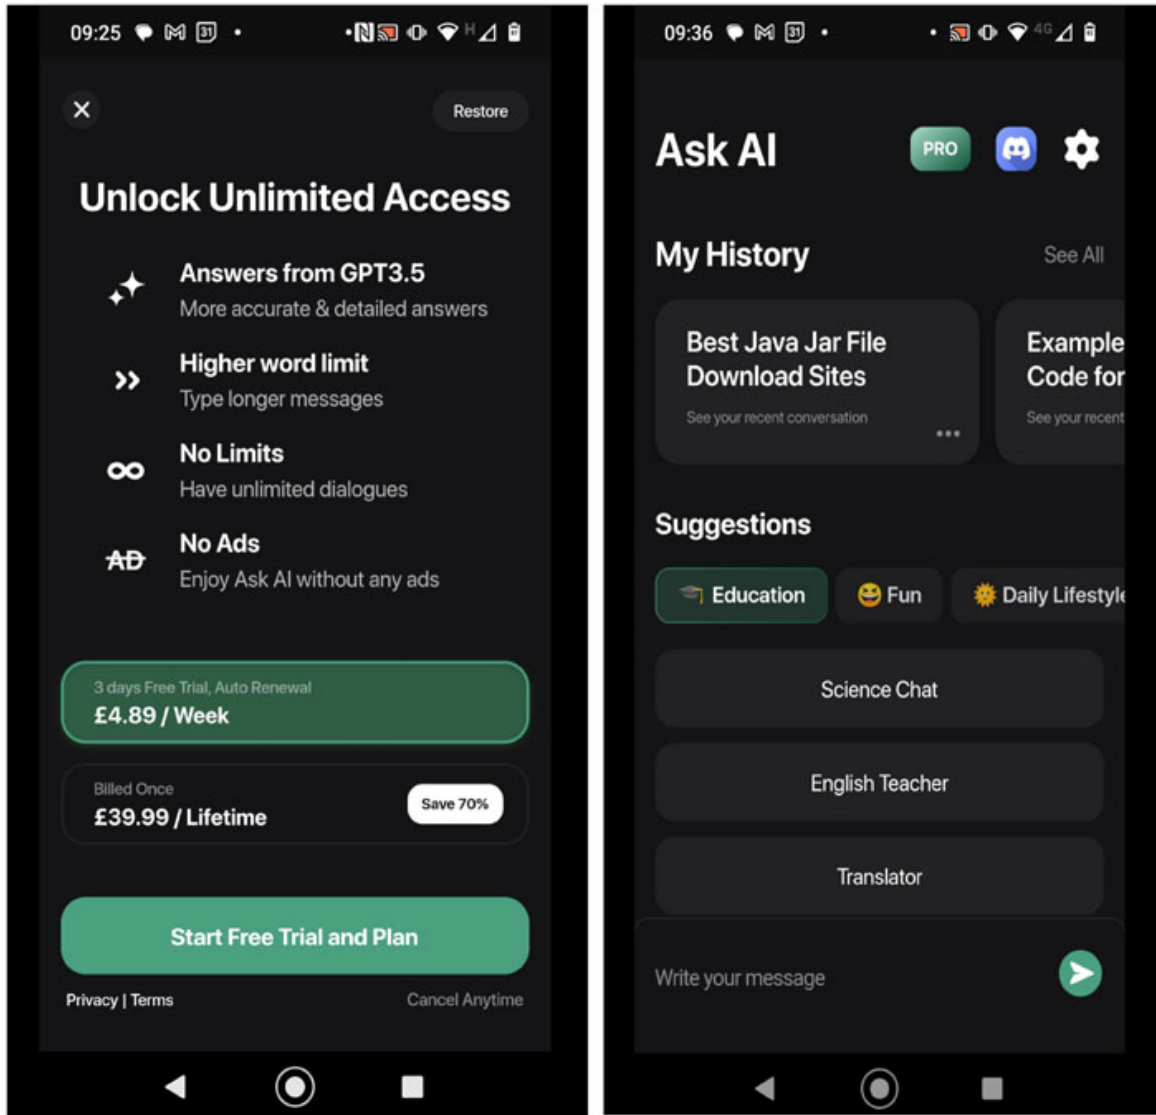 09:25
31
H
Restore
Unlock Unlimited Access
Answers from GPT3.5
More accurate & detailed answers
Higher word limit
Type longer messages
No Limits
Have unlimited dialogues
AD
No Ads
Enjoy Ask AI without any ads
3 days Free Trial, Auto Renewal
£4.89 / Week
Billed Once
£39.99 / Lifetime
Save 70%
Start Free Trial and Plan
Privacy | Terms
Cancel Anytime
09:36
31
4G
Ask AI
PRO
My History
See All
Best Java Jar File
Download Sites
See your recent conversation
Example
Code for
See your recent
Suggestions
Education
Fun
Daily Lifestyle
Science Chat
English Teacher
Translator
Write your message